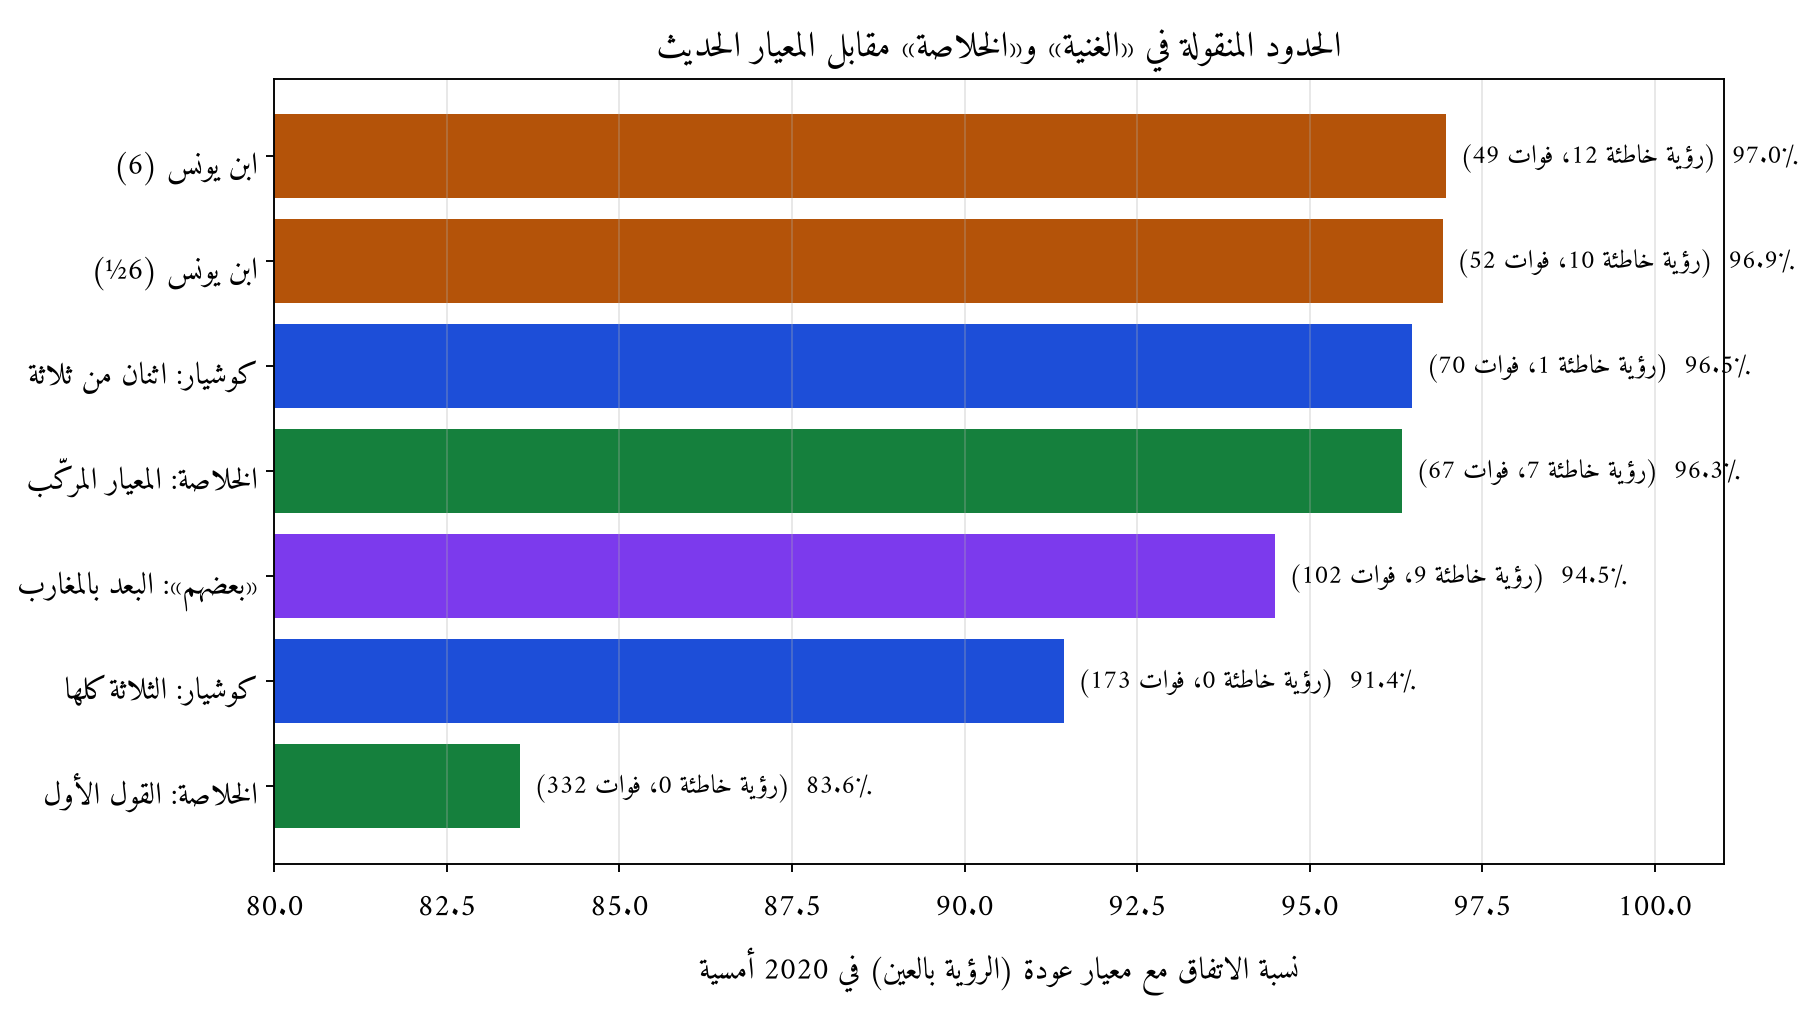 الحدود المنقولة في «الغنية» و«الخلاصة» مقابل المعيار الحديث
ابن يونس (6)
97.0٪ (رؤية خاطئة 12، فوات 49)
ابن يونس (6½)
96.9٪ (رؤية خاطئة 10، فوات 52)
كوشيار: اثنان من ثلاثة
96.5٪ (رؤية خاطئة 1، فوات 70)
الخلاصة: المعيار المركّب
96.3٪ (رؤية خاطئة 7، فوات 67)
«بعضهم»: البعد بالمغارب
94.5٪ (رؤية خاطئة 9، فوات 102)
كوشيار: الثلاثة كلها
91.4٪ (رؤية خاطئة 0، فوات 173)
الخلاصة: القول الأول
83.6٪ (رؤية خاطئة 0، فوات 332)
80.0 82.5 85.0 87.5 90.0 92.5 95.0 97.5 100.0
نسبة الاتفاق مع معيار عودة (الرؤية بالعين) في 2020 أمسية